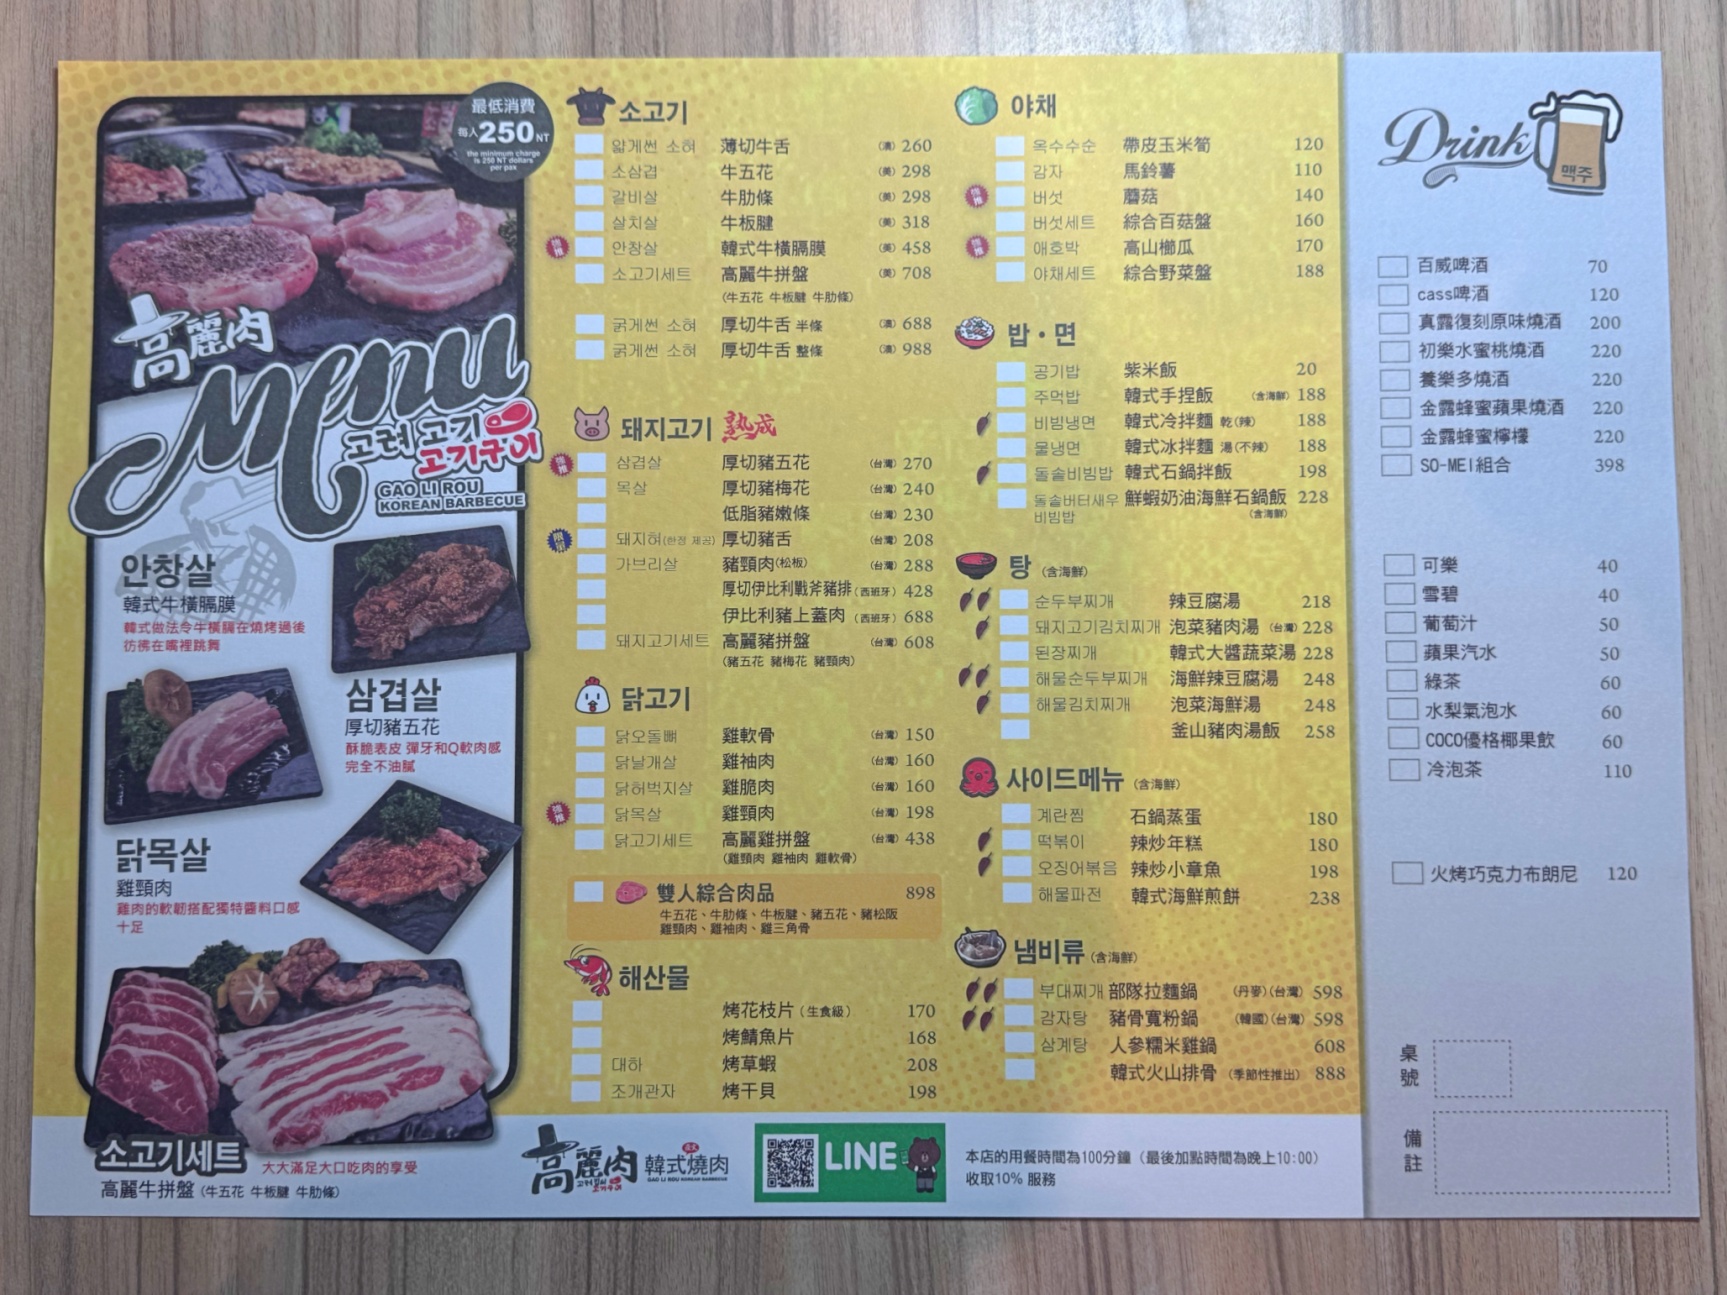 最低消費
每人250NT
the minimum charge
is 250 NT dollars
per pax
高麗肉
Menu
고려 고기
고기구이
GAO LI ROU
KOREAN BARBECUE
안창살
韓式牛橫膈膜
韓式做法令牛橫膈在燒烤過後
彷彿在嘴裡跳舞
삼겹살
厚切豬五花
酥脆表皮 彈牙和Q軟肉感
完全不油膩
닭목살
雞頸肉
雞肉的軟韌搭配獨特醬料口感
十足
소고기세트
大大滿足大口吃肉的享受
高麗牛拼盤 (牛五花 牛板腱 牛肋條)
소고기
얇게썬 소혀 薄切牛舌 (澳) 260
소삼겹 牛五花 (美) 298
갈비살 牛肋條 (美) 298
살치살 牛板腱 (美) 318
안창살 韓式牛橫膈膜 (美) 458
소고기세트 高麗牛拼盤 (美) 708
(牛五花 牛板腱 牛肋條)
굵게썬 소혀 厚切牛舌 半條 (澳) 688
굵게썬 소혀 厚切牛舌 整條 (澳) 988
돼지고기 熟成
삼겹살 厚切豬五花 (台灣) 270
목살 厚切豬梅花 (台灣) 240
低脂豬嫩條 (台灣) 230
돼지혀(한정 제공) 厚切豬舌 (台灣) 208
가브리살 豬頸肉(松板) (台灣) 288
厚切伊比利戰斧豬排 (西班牙) 428
伊比利豬上蓋肉 (西班牙) 688
돼지고기세트 高麗豬拼盤 (台灣) 608
(豬五花 豬梅花 豬頸肉)
닭고기
닭오돌뼈 雞軟骨 (台灣) 150
닭날개살 雞袖肉 (台灣) 160
닭허벅지살 雞脆肉 (台灣) 160
닭목살 雞頸肉 (台灣) 198
닭고기세트 高麗雞拼盤 (台灣) 438
(雞頸肉 雞袖肉 雞軟骨)
雙人綜合肉品 898
牛五花、牛肋條、牛板腱、豬五花、豬松阪
雞頸肉、雞袖肉、雞三角骨
해산물
烤花枝片 (生食級) 170
烤鯖魚片 168
대하 烤草蝦 208
조개관자 烤干貝 198
야채
옥수수순 帶皮玉米筍 120
감자 馬鈴薯 110
버섯 蘑菇 140
버섯세트 綜合百菇盤 160
애호박 高山櫛瓜 170
야채세트 綜合野菜盤 188
밥・면
공기밥 紫米飯 20
주먹밥 韓式手捏飯 (含海鮮) 188
비빔냉면 韓式冷拌麵 乾(辣) 188
물냉면 韓式冰拌麵 湯(不辣) 188
돌솥비빔밥 韓式石鍋拌飯 198
돌솥버터새우 鮮蝦奶油海鮮石鍋飯 228
비빔밥 (含海鮮)
탕 (含海鮮)
순두부찌개 辣豆腐湯 218
돼지고기김치찌개 泡菜豬肉湯 (台灣) 228
된장찌개 韓式大醬蔬菜湯 228
해물순두부찌개 海鮮辣豆腐湯 248
해물김치찌개 泡菜海鮮湯 248
釜山豬肉湯飯 258
사이드메뉴 (含海鮮)
계란찜 石鍋蒸蛋 180
떡볶이 辣炒年糕 180
오징어볶음 辣炒小章魚 198
해물파전 韓式海鮮煎餅 238
냄비류 (含海鮮)
부대찌개 部隊拉麵鍋 (丹麥)(台灣) 598
감자탕 豬骨寬粉鍋 (韓國)(台灣) 598
삼계탕 人參糯米雞鍋 608
韓式火山排骨 (季節性推出) 888
高麗肉 韓式燒肉
GAO LI ROU KOREAN BARBECUE
LINE
本店的用餐時間為100分鐘 (最後加點時間為晚上10:00)
收取10% 服務
Drink
맥주
百威啤酒 70
cass啤酒 120
真露復刻原味燒酒 200
初樂水蜜桃燒酒 220
養樂多燒酒 220
金露蜂蜜蘋果燒酒 220
金露蜂蜜檸檬 220
SO-MEI組合 398
可樂 40
雪碧 40
葡萄汁 50
蘋果汽水 50
綠茶 60
水梨氣泡水 60
COCO優格椰果飲 60
冷泡茶 110
火烤巧克力布朗尼 120
桌號
備註